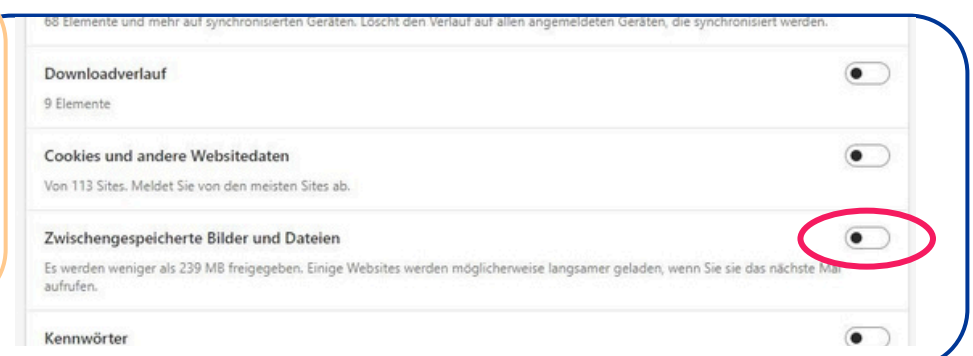 68 Elemente und mehr auf synchronisierten Geräten. Löscht den Verlauf auf allen angemeldeten Geräten, die synchronisiert werden.
Downloadverlauf
9 Elemente
Cookies und andere Websitedaten
Von 113 Sites. Meldet Sie von den meisten Sites ab.
Zwischengespeicherte Bilder und Dateien
Es werden weniger als 239 MB freigegeben. Einige Websites werden möglicherweise langsamer geladen, wenn Sie sie das nächste Mal
aufrufen.
Kennwörter